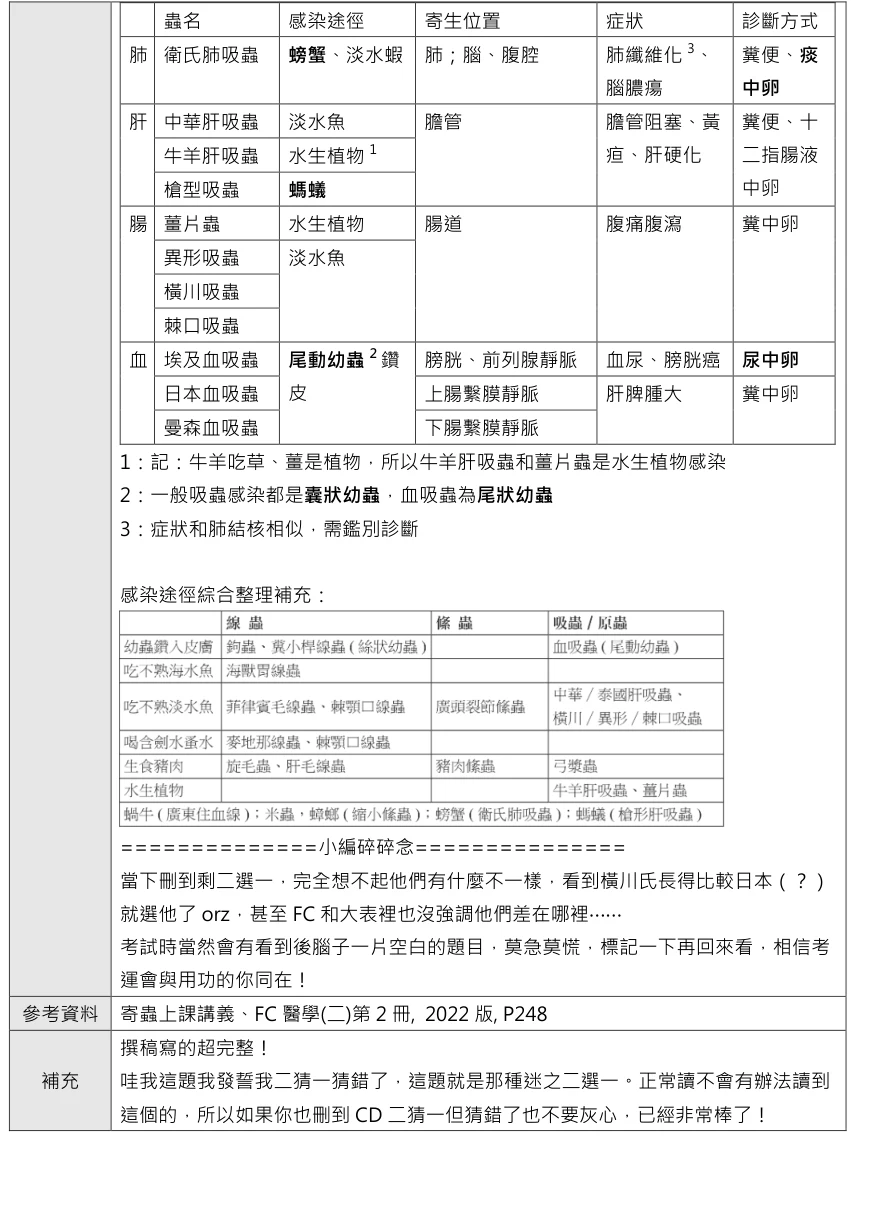 蟲名 感染途徑 寄生位置 症狀 診斷方式
肺 衛氏肺吸蟲 螃蟹、淡水蝦 肺；腦、腹腔 肺纖維化 3、 糞便、痰
腦膿瘍 中卵
肝 中華肝吸蟲 淡水魚 膽管 膽管阻塞、黃 糞便、十
牛羊肝吸蟲 水生植物 1 疸、肝硬化 二指腸液
槍型吸蟲 螞蟻 中卵
腸 薑片蟲 水生植物 腸道 腹痛腹瀉 糞中卵
異形吸蟲 淡水魚
橫川吸蟲
棘口吸蟲
血 埃及血吸蟲 尾動幼蟲 2 鑽 膀胱、前列腺靜脈 血尿、膀胱癌 尿中卵
日本血吸蟲 皮 上腸繫膜靜脈 肝脾腫大 糞中卵
曼森血吸蟲 下腸繫膜靜脈
1：記：牛羊吃草、薑是植物，所以牛羊肝吸蟲和薑片蟲是水生植物感染
2：一般吸蟲感染都是囊狀幼蟲，血吸蟲為尾狀幼蟲
3：症狀和肺結核相似，需鑑別診斷
感染途徑綜合整理補充：
線 蟲 條 蟲 吸蟲 / 原蟲
幼蟲鑽入皮膚 鉤蟲、糞小桿線蟲 ( 絲狀幼蟲 ) 血吸蟲 ( 尾動幼蟲 )
吃不熟海水魚 海獸胃線蟲
吃不熟淡水魚 菲律賓毛線蟲、棘顎口線蟲 廣頭裂節絛蟲 中華 / 泰國肝吸蟲、
橫川 / 異形 / 棘口吸蟲
喝含劍水蚤水 麥地那線蟲、棘顎口線蟲
生食豬肉 旋毛蟲、肝毛線蟲 豬肉絛蟲 弓漿蟲
水生植物 牛羊肝吸蟲、薑片蟲
蝸牛 ( 廣東住血線 )；米蟲，蟑螂 ( 縮小絛蟲 )；螃蟹 ( 衛氏肺吸蟲 )；螞蟻 ( 槍形肝吸蟲 )
==============小編碎碎念===============
當下刪到剩二選一，完全想不起他們有什麼不一樣，看到橫川氏長得比較日本（？）
就選他了 orz，甚至 FC 和大表裡也沒強調他們差在哪裡……
考試時當然會有看到後腦子一片空白的題目，莫急莫慌，標記一下再回來看，相信考
運會與用功的你同在！
參考資料 寄蟲上課講義、FC 醫學(二)第 2 冊, 2022 版, P248
撰稿寫的超完整！
補充 哇我這題我發誓我二猜一猜錯了，這題就是那種迷之二選一。正常讀不會有辦法讀到
這個的，所以如果你也刪到 CD 二猜一但猜錯了也不要灰心，已經非常棒了！